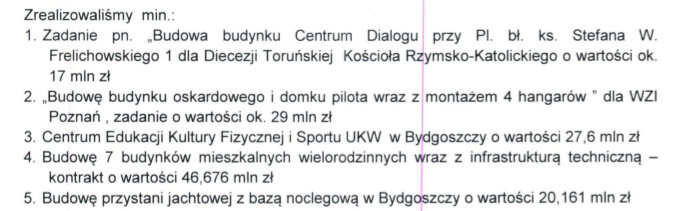 Zrealizowaliśmy min.:
1. Zadanie pn. „Budowa budynku Centrum Dialogu przy Pl. bł. ks. Stefana W.
Frelichowskiego 1 dla Diecezji Toruńskiej Kościoła Rzymsko-Katolickiego o wartości ok.
17 mln zł
2. „Budowę budynku oskardowego i domku pilota wraz z montażem 4 hangarów ” dla WZI
Poznań , zadanie o wartości ok. 29 mln zł
3. Centrum Edukacji Kultury Fizycznej i Sportu UKW w Bydgoszczy o wartości 27,6 mln zł
4. Budowę 7 budynków mieszkalnych wielorodzinnych wraz z infrastrukturą techniczną –
kontrakt o wartości 46,676 mln zł
5. Budowę przystani jachtowej z bazą noclegową w Bydgoszczy o wartości 20,161 mln zł